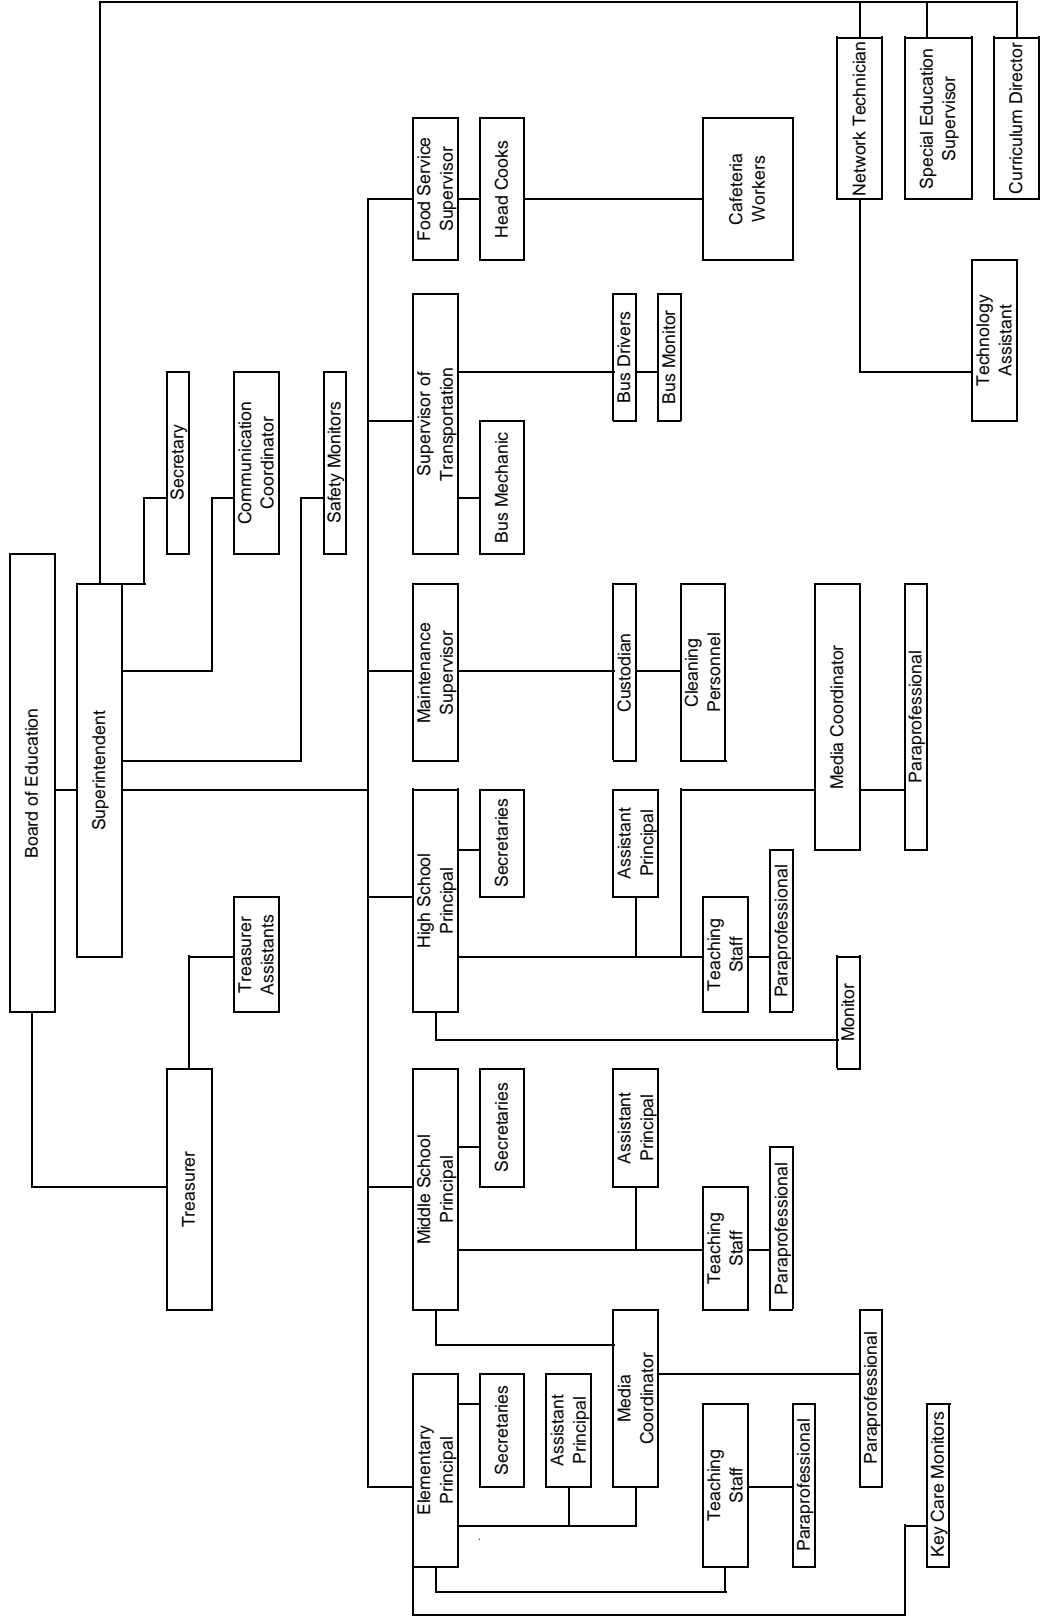 Board of Education
Superintendent
Treasurer
Secretary
Treasurer
Assistants
Communication
Coordinator
Safety Monitors
Elementary
Principal
Middle School
Principal
High School
Principal
Maintenance
Supervisor
Supervisor of
Transportation
Food Service
Supervisor
Secretaries
Secretaries
Secretaries
Bus Mechanic
Head Cooks
Assistant
Principal
Media
Coordinator
Assistant
Principal
Assistant
Principal
Custodian
Bus Drivers
Cleaning
Personnel
Bus Monitor
Teaching
Staff
Teaching
Staff
Teaching
Staff
Cafeteria
Workers
Paraprofessional
Paraprofessional
Paraprofessional
Media Coordinator
Monitor
Network Technician
Paraprofessional
Paraprofessional
Special Education
Supervisor
Key Care Monitors
Technology
Assistant
Curriculum Director